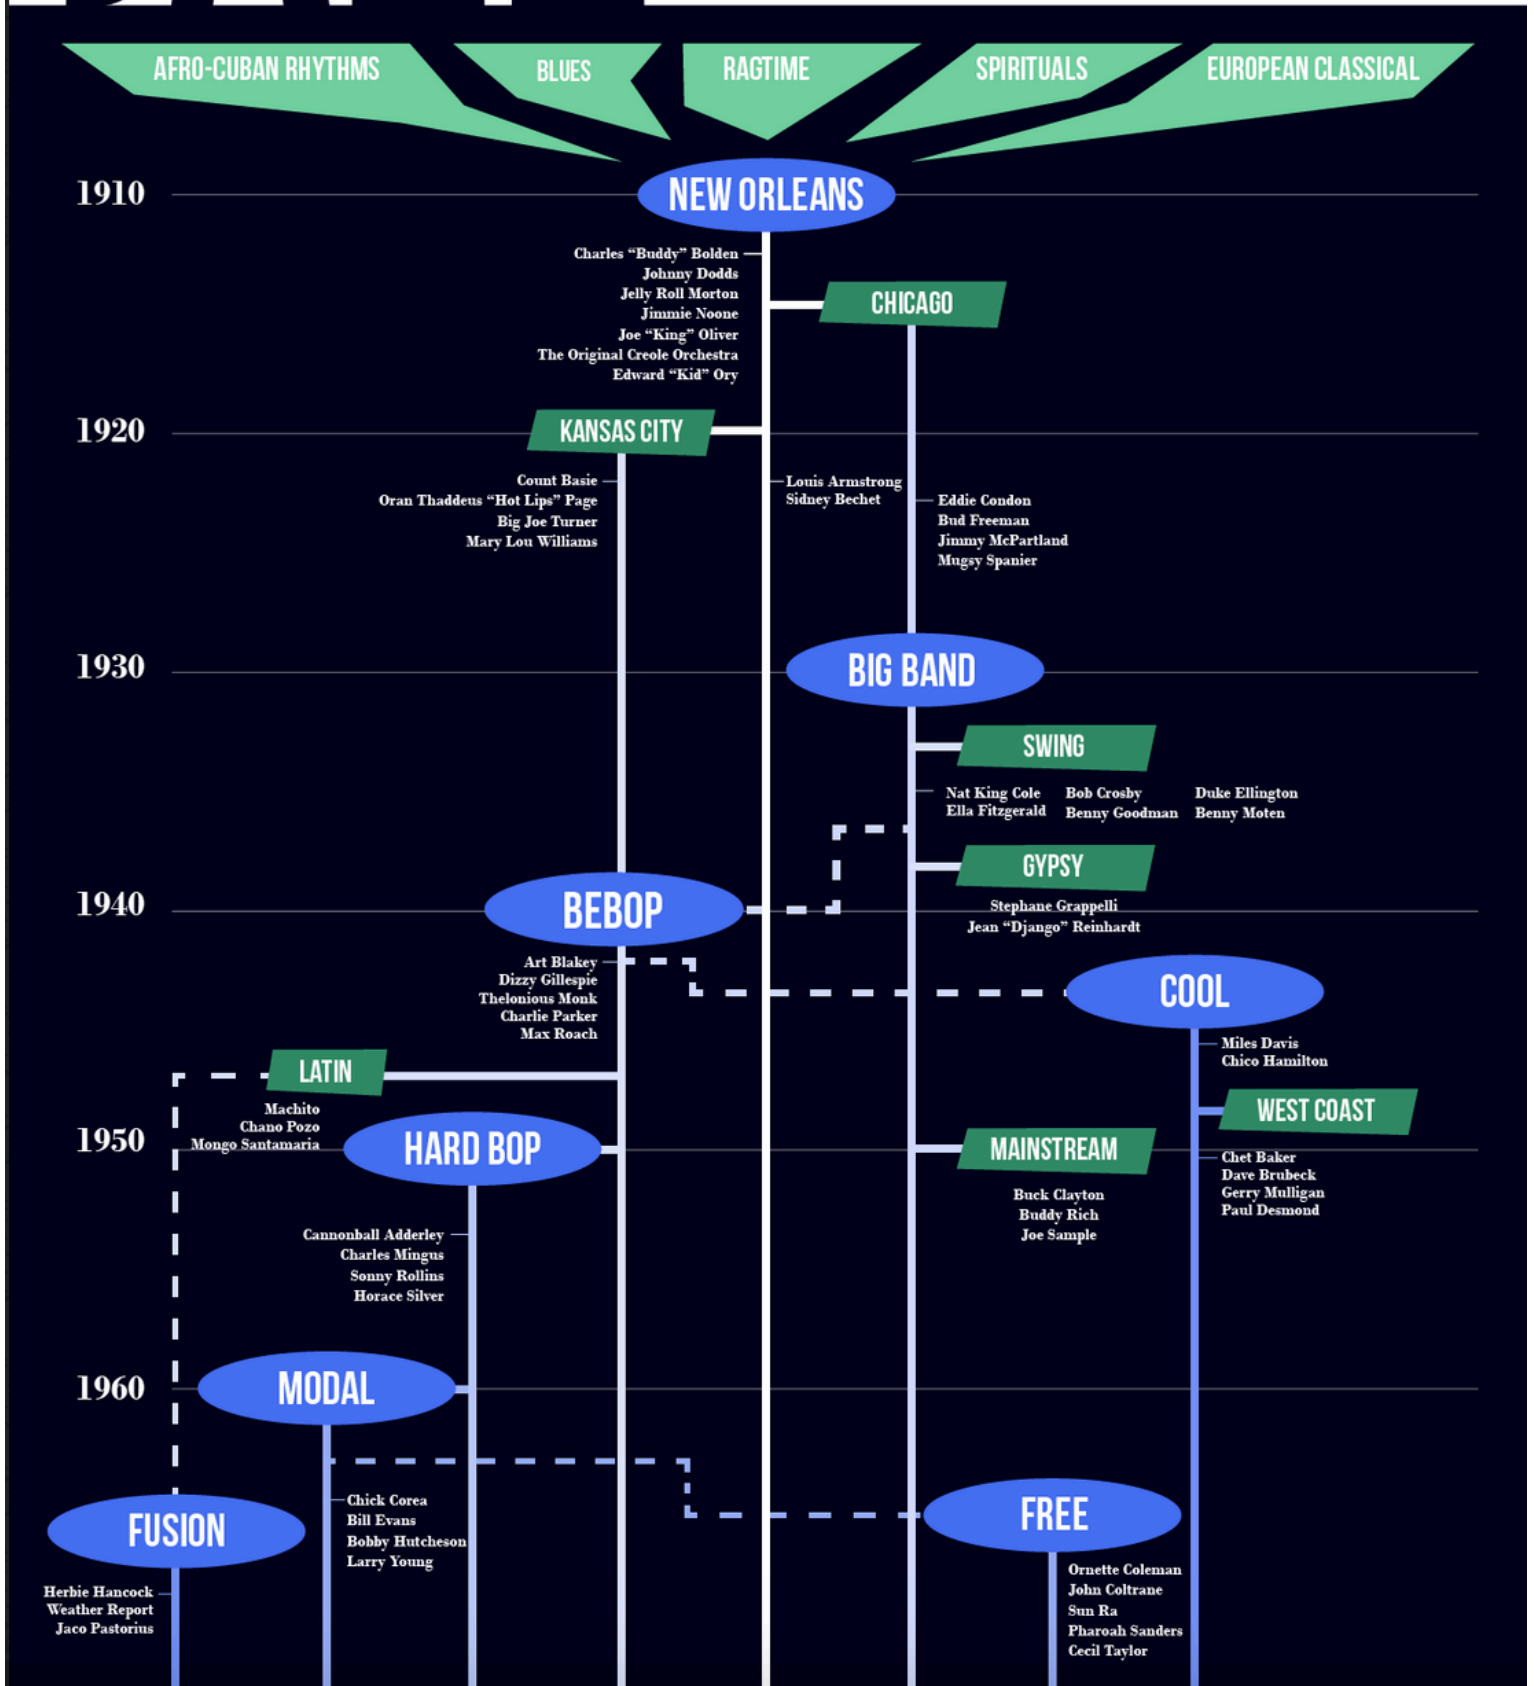 AFRO-CUBAN RHYTHMS
BLUES
RAGTIME
SPIRITUALS
EUROPEAN CLASSICAL
1910
NEW ORLEANS
Charles “Buddy” Bolden
Johnny Dodds
Jelly Roll Morton
Jimmie Noone
Joe “King” Oliver
The Original Creole Orchestra
Edward “Kid” Ory
CHICAGO
1920
KANSAS CITY
Count Basie
Oran Thaddeus “Hot Lips” Page
Big Joe Turner
Mary Lou Williams
Louis Armstrong
Sidney Bechet
Eddie Condon
Bud Freeman
Jimmy McPartland
Mugsy Spanier
1930
BIG BAND
SWING
Nat King Cole
Ella Fitzgerald
Bob Crosby
Benny Goodman
Duke Ellington
Benny Moten
GYPSY
Stephane Grappelli
Jean “Django” Reinhardt
1940
BEBOP
Art Blakey
Dizzy Gillespie
Thelonious Monk
Charlie Parker
Max Roach
COOL
Miles Davis
Chico Hamilton
LATIN
Machito
Chano Pozo
Mongo Santamaria
WEST COAST
Chet Baker
Dave Brubeck
Gerry Mulligan
Paul Desmond
1950
HARD BOP
Cannonball Adderley
Charles Mingus
Sonny Rollins
Horace Silver
MAINSTREAM
Buck Clayton
Buddy Rich
Joe Sample
1960
MODAL
Chick Corea
Bill Evans
Bobby Hutcheson
Larry Young
FUSION
Herbie Hancock
Weather Report
Jaco Pastorius
FREE
Ornette Coleman
John Coltrane
Sun Ra
Pharoah Sanders
Cecil Taylor